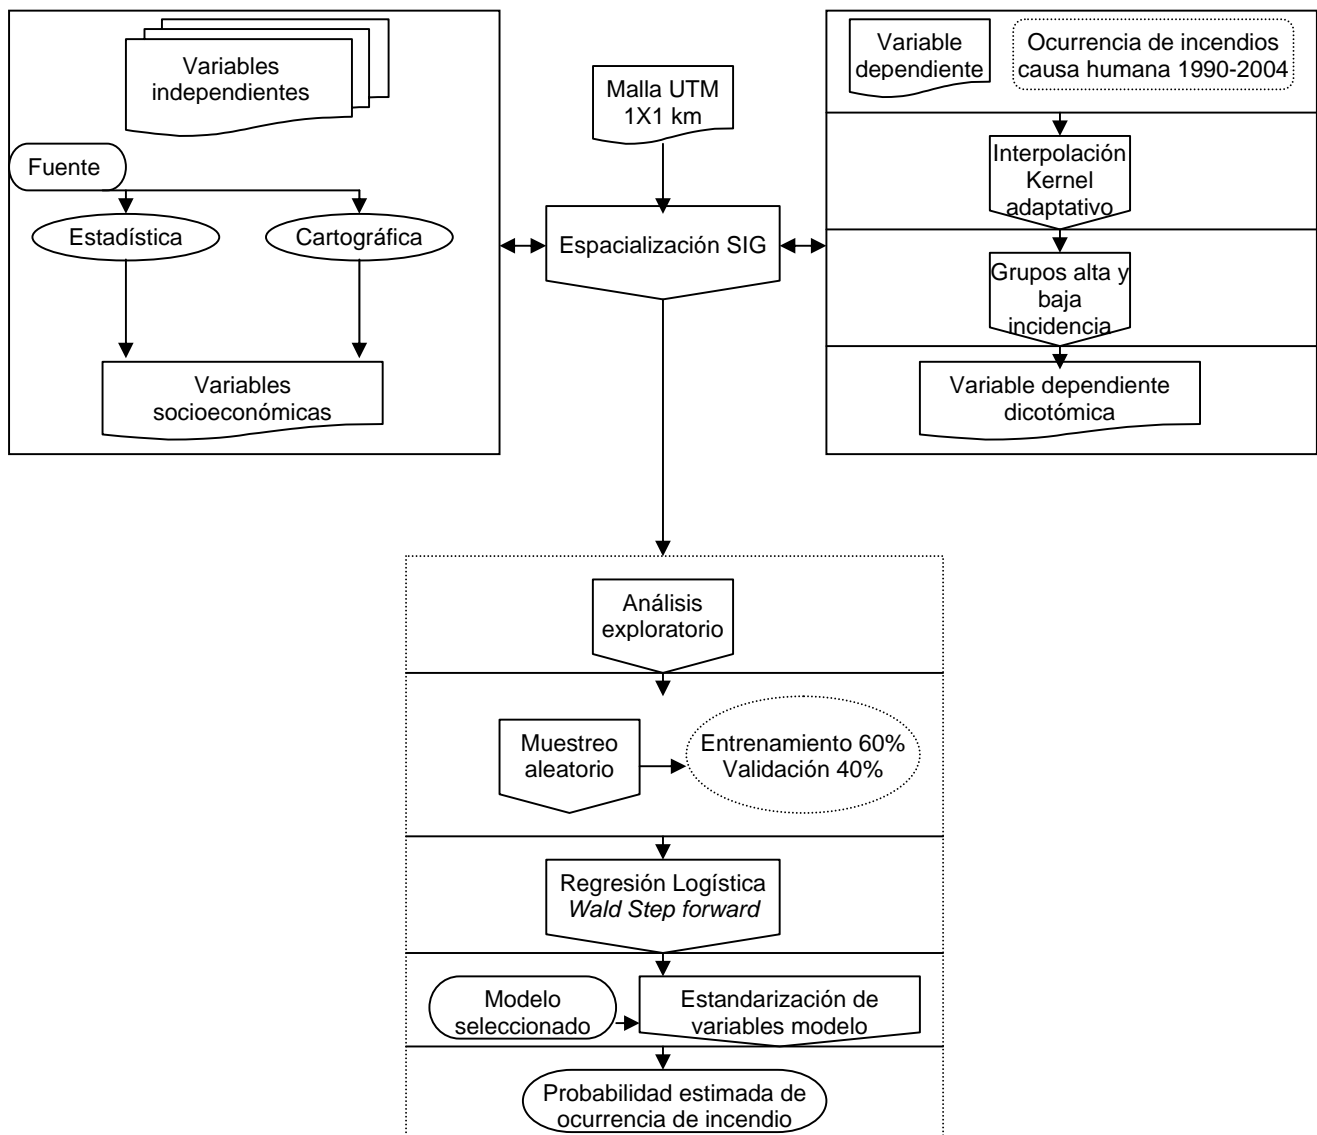 Variables
independientes
Fuente
Estadística
Cartográfica
Variables
socioeconómicas
Malla UTM
1X1 km
Espacialización SIG
Variable
dependiente
Ocurrencia de incendios
causa humana 1990-2004
Interpolación
Kernel
adaptativo
Grupos alta y
baja
incidencia
Variable dependiente
dicotómica
Análisis
exploratorio
Muestreo
aleatorio
Entrenamiento 60%
Validación 40%
Regresión Logística
Wald Step forward
Modelo
seleccionado
Estandarización de
variables modelo
Probabilidad estimada de
ocurrencia de incendio